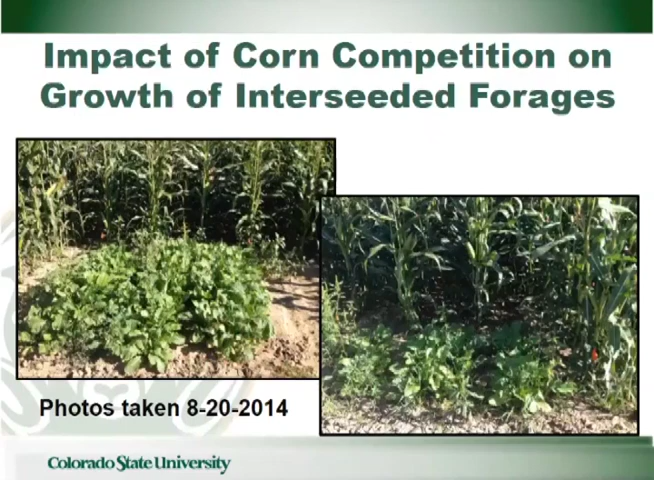 Impact of Corn Competition on
Growth of Interseeded Forages
Photos taken 8-20-2014
Colorado State University